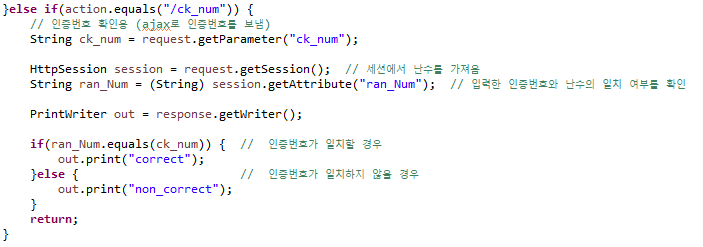 }else if(action.equals("/ck_num")) {
// 인증번호 확인용 (ajax로 인증번호를 보냄)
String ck_num = request.getParameter("ck_num");
HttpSession session = request.getSession();  // 세션에서 난수를 가져옴
String ran_Num = (String) session.getAttribute("ran_Num");  // 입력한 인증번호와 난수의 일치 여부를 확인
PrintWriter out = response.getWriter();
if(ran_Num.equals(ck_num)) {  //  인증번호가 일치할 경우
out.print("correct");
}else {                       //  인증번호가 일치하지 않을 경우
out.print("non_correct");
}
return;
}